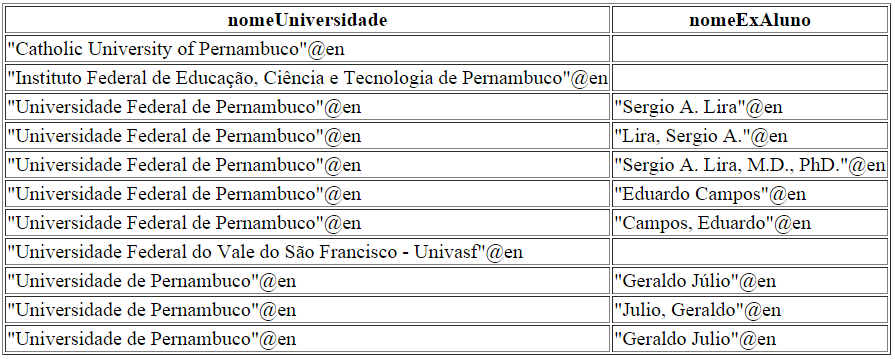 nomeUniversidade nomeExAluno
"Catholic University of Pernambuco"@en
"Instituto Federal de Educação, Ciência e Tecnologia de Pernambuco"@en
"Universidade Federal de Pernambuco"@en "Sergio A. Lira"@en
"Universidade Federal de Pernambuco"@en "Lira, Sergio A."@en
"Universidade Federal de Pernambuco"@en "Sergio A. Lira, M.D., PhD."@en
"Universidade Federal de Pernambuco"@en "Eduardo Campos"@en
"Universidade Federal de Pernambuco"@en "Campos, Eduardo"@en
"Universidade Federal do Vale do São Francisco - Univasf"@en
"Universidade de Pernambuco"@en "Geraldo Júlio"@en
"Universidade de Pernambuco"@en "Julio, Geraldo"@en
"Universidade de Pernambuco"@en "Geraldo Julio"@en